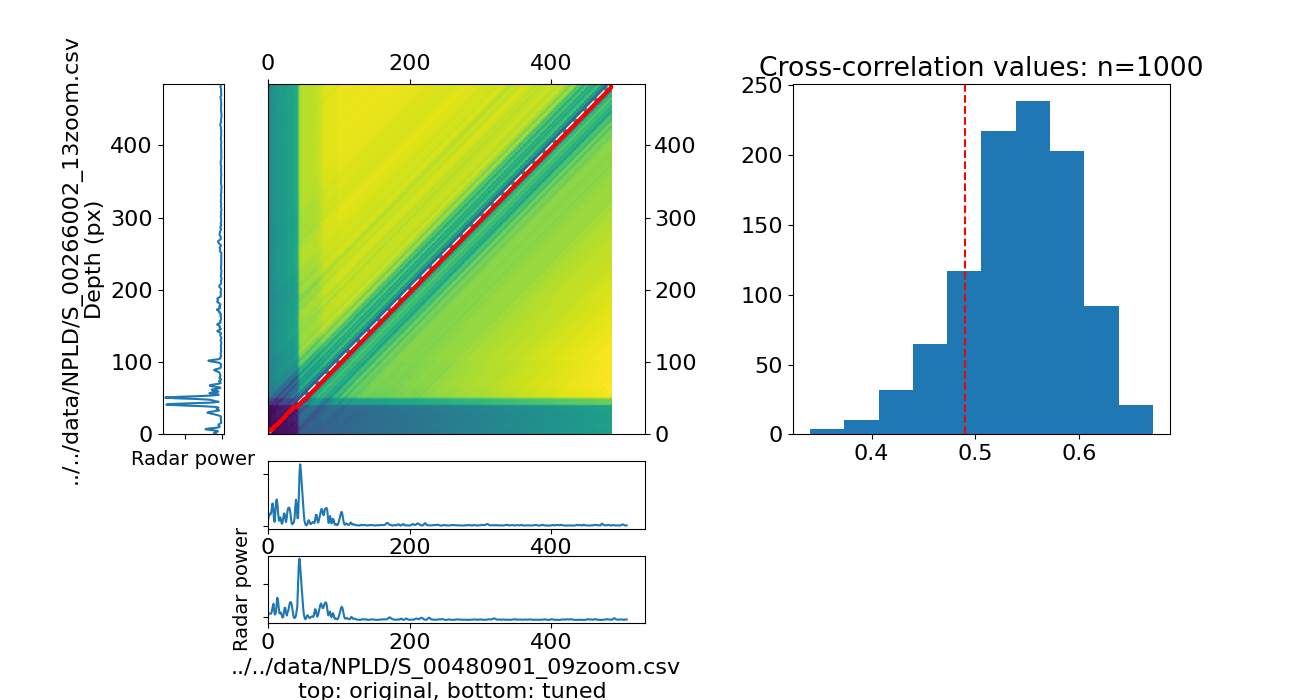 ../../data/NPLD/S_00266002_13zoom.csv
Depth (px)
0
100
200
300
400
Radar power
0 200 400
0
100
200
300
400
0 200 400
Radar power
0 200 400
../../data/NPLD/S_00480901_09zoom.csv
top: original, bottom: tuned
Cross-correlation values: n=1000
250
200
150
100
50
0
0.4 0.5 0.6